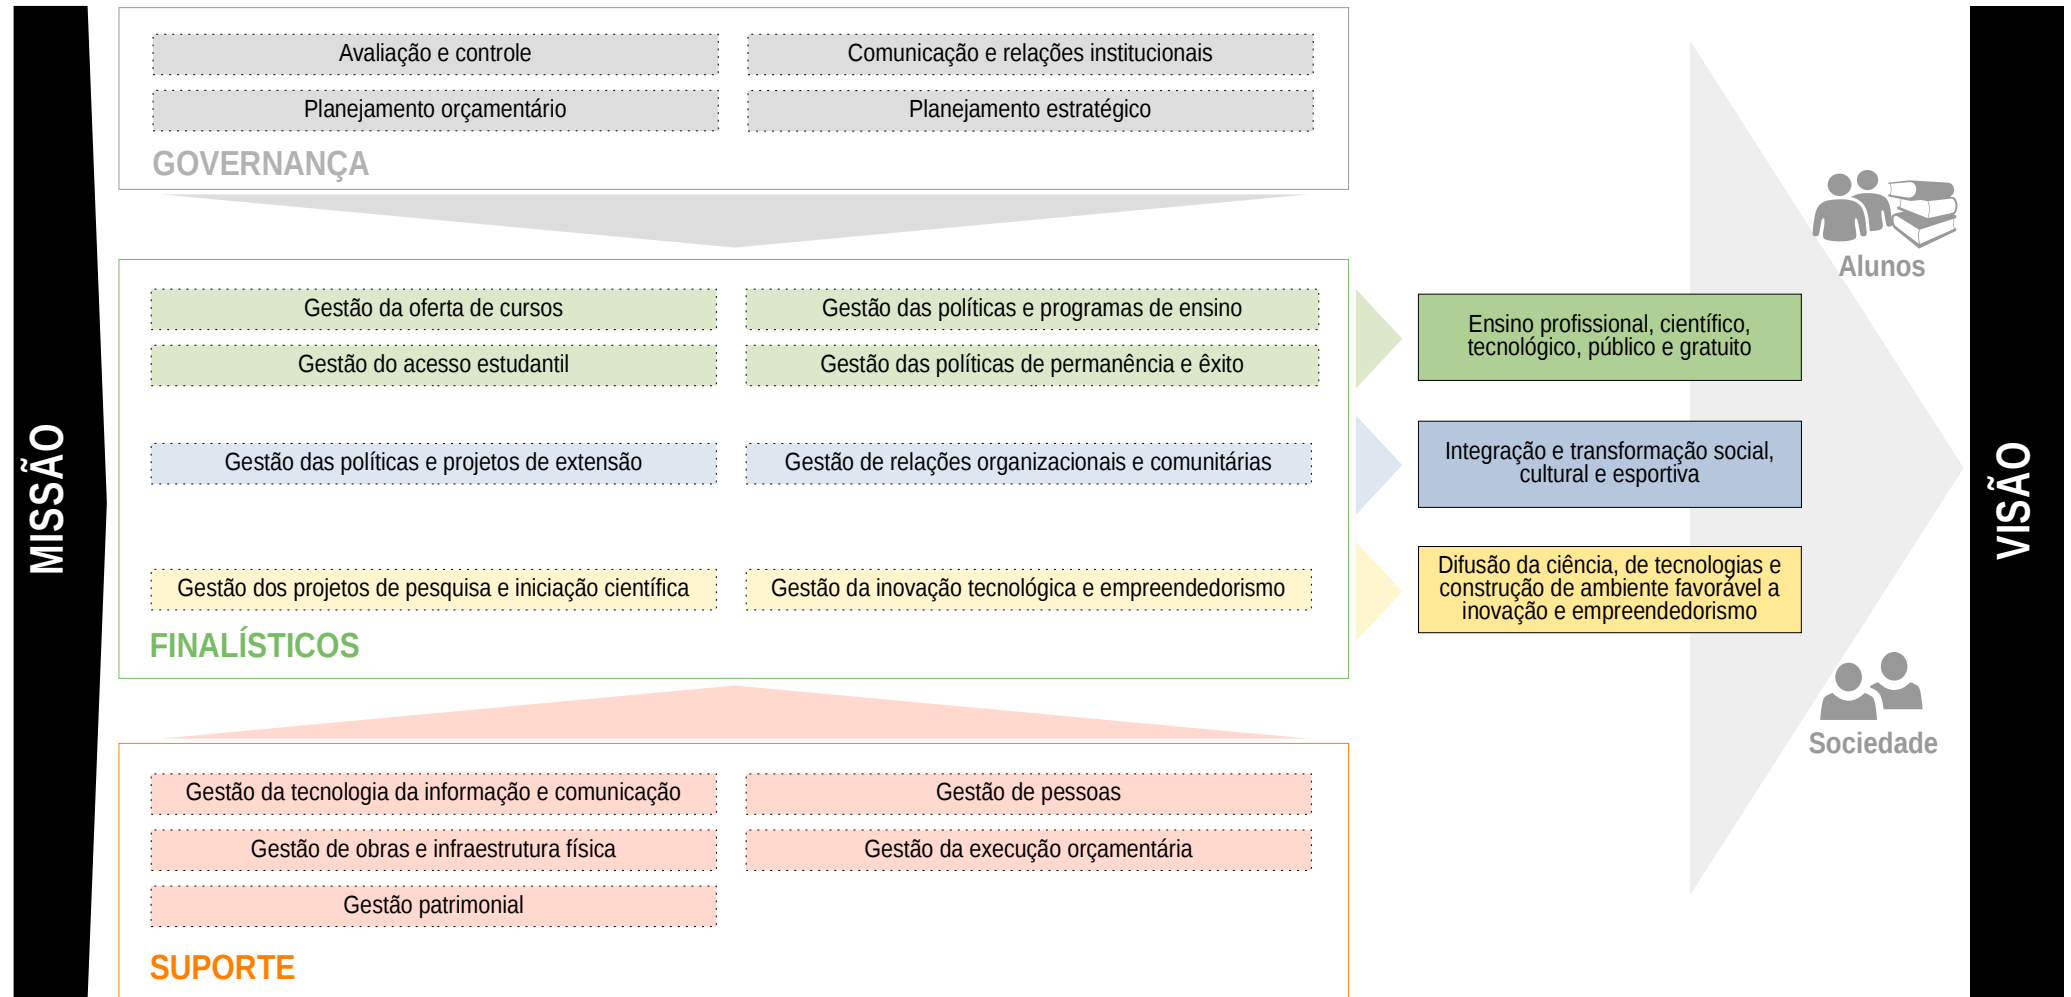 MISSÃO
Avaliação e controle
Comunicação e relações institucionais
Planejamento orçamentário
Planejamento estratégico
GOVERNANÇA
Gestão da oferta de cursos
Gestão das políticas e programas de ensino
Gestão do acesso estudantil
Gestão das políticas de permanência e êxito
Gestão das políticas e projetos de extensão
Gestão de relações organizacionais e comunitárias
Gestão dos projetos de pesquisa e iniciação científica
Gestão da inovação tecnológica e empreendedorismo
FINALÍSTICOS
Gestão da tecnologia da informação e comunicação
Gestão de pessoas
Gestão de obras e infraestrutura física
Gestão da execução orçamentária
Gestão patrimonial
SUPORTE
Ensino profissional, científico,
tecnológico, público e gratuito
Integração e transformação social,
cultural e esportiva
Difusão da ciência, de tecnologias e
construção de ambiente favorável a
inovação e empreendedorismo
Alunos
Sociedade
VISÃO